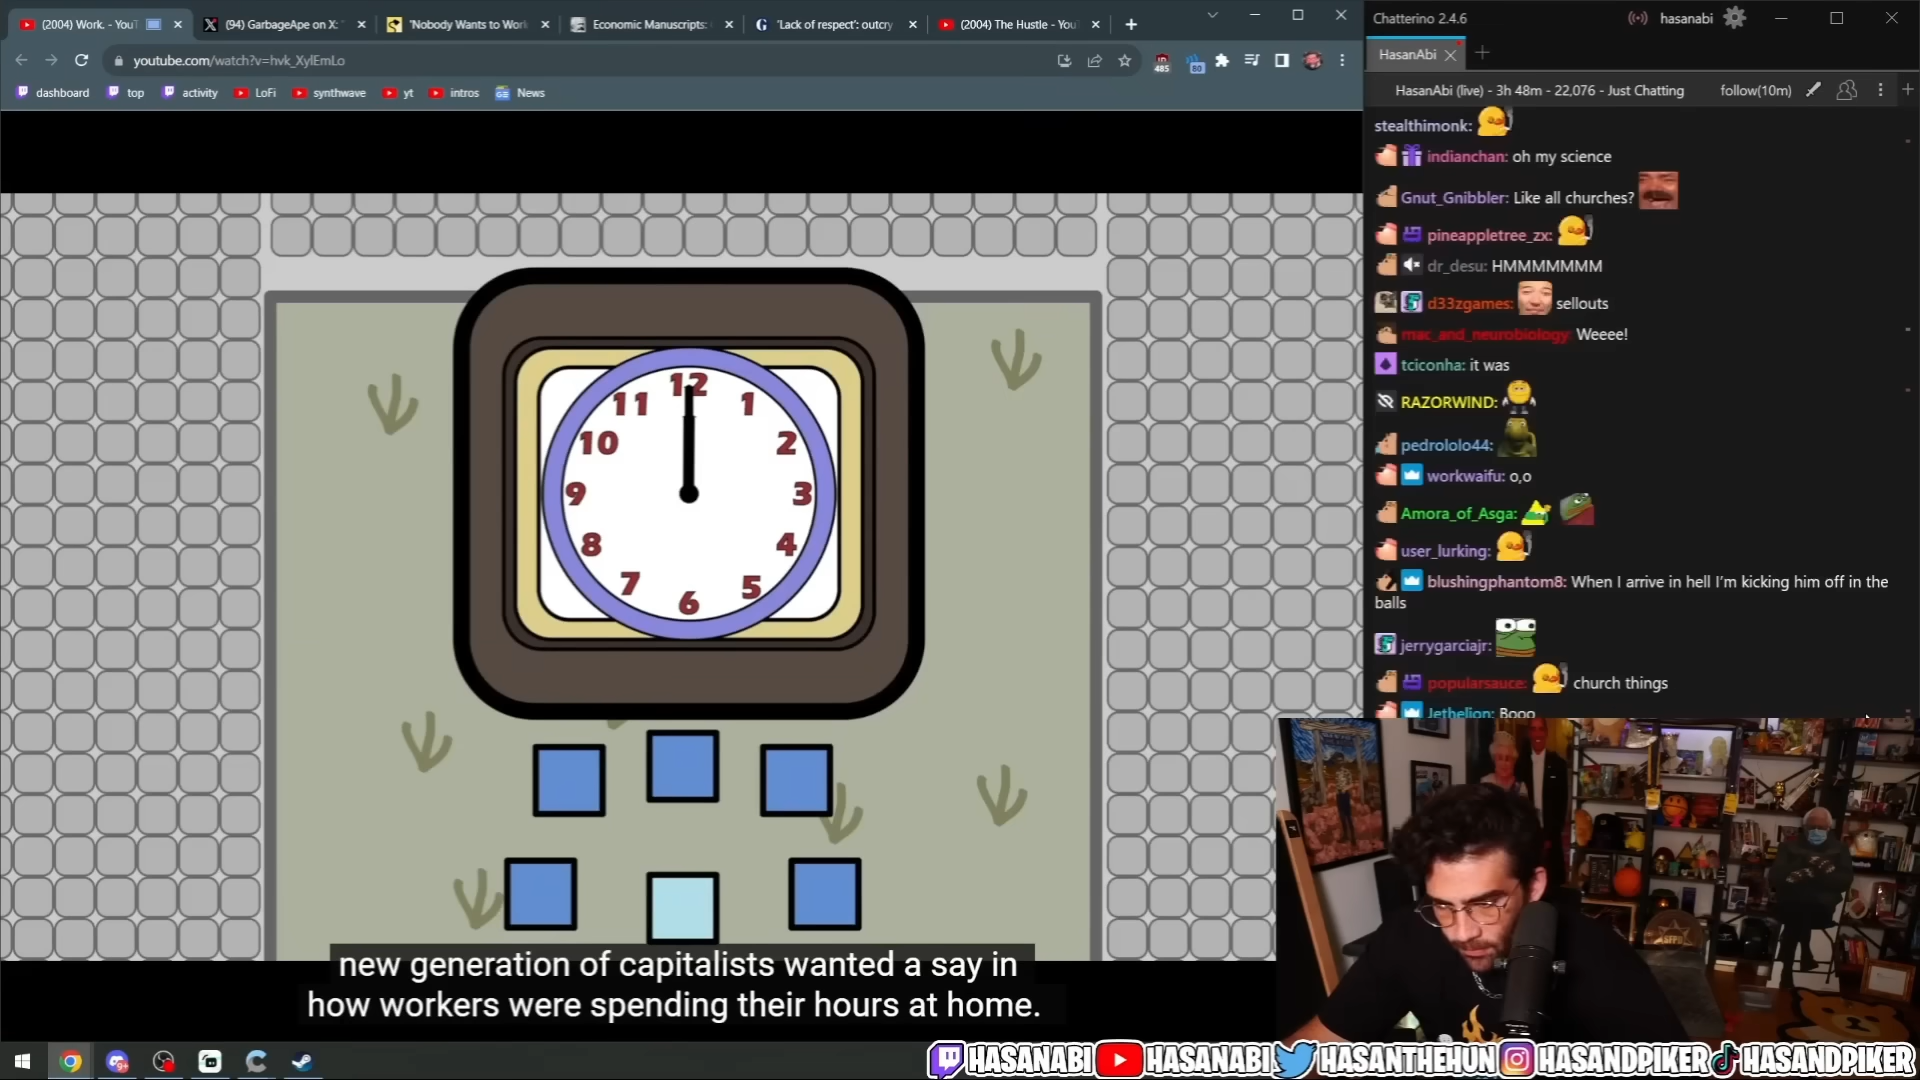 (2004) Work. - YouT
(94) GarbageApe on X: "
"Nobody Wants to Work
Economic Manuscripts:
'Lack of respect': outcry
(2004) The Hustle - YouT
youtube.com/watch?v=hvk_XylEmLo
485
80
dashboard
top
activity
LoFi
synthwave
yt
intros
News
12
11
1
10
2
9
3
8
4
7
5
6
new generation of capitalists wanted a say in
how workers were spending their hours at home.
Chatterino 2.4.6
hasanabi
HasanAbi
HasanAbi (live) - 3h 48m - 22,076 - Just Chatting
follow(10m)
stealthimonk:
indianchan: oh my science
Gnut_Gnibbler: Like all churches?
pineappletree_zx:
dr_desu: HMMMMMMM
d33zgames: sellouts
mac_and_neurobiology: Weeee!
tciconha: it was
RAZORWIND:
pedrololo44:
workwaifu: o,o
Amora_of_Asga:
user_lurking:
blushingphantom8: When I arrive in hell I'm kicking him off in the
balls
jerrygarciajr:
popularsauce: church things
Jethelion: Booo
HASANABI HASANABI HASANTHEHUN HASANDPIKER HASANDPIKER